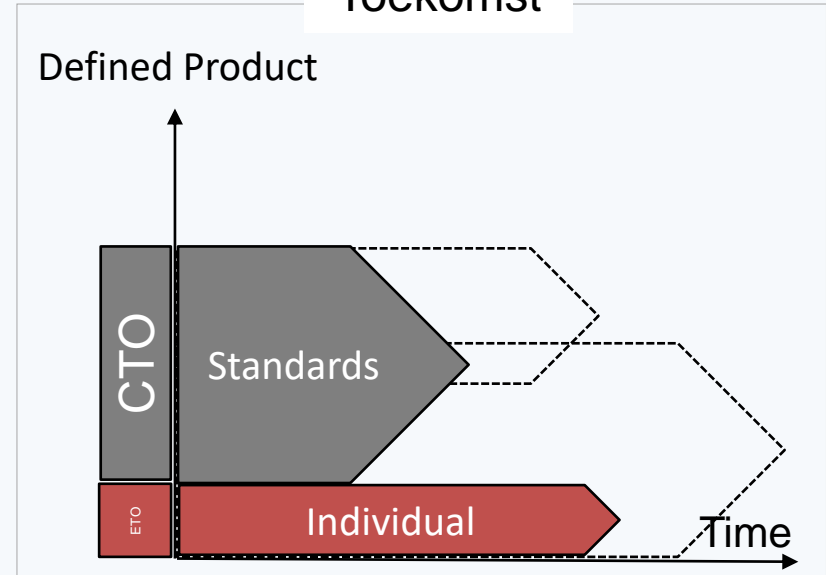 Defined Product
CTO
Standards
ETO
Individual
Time